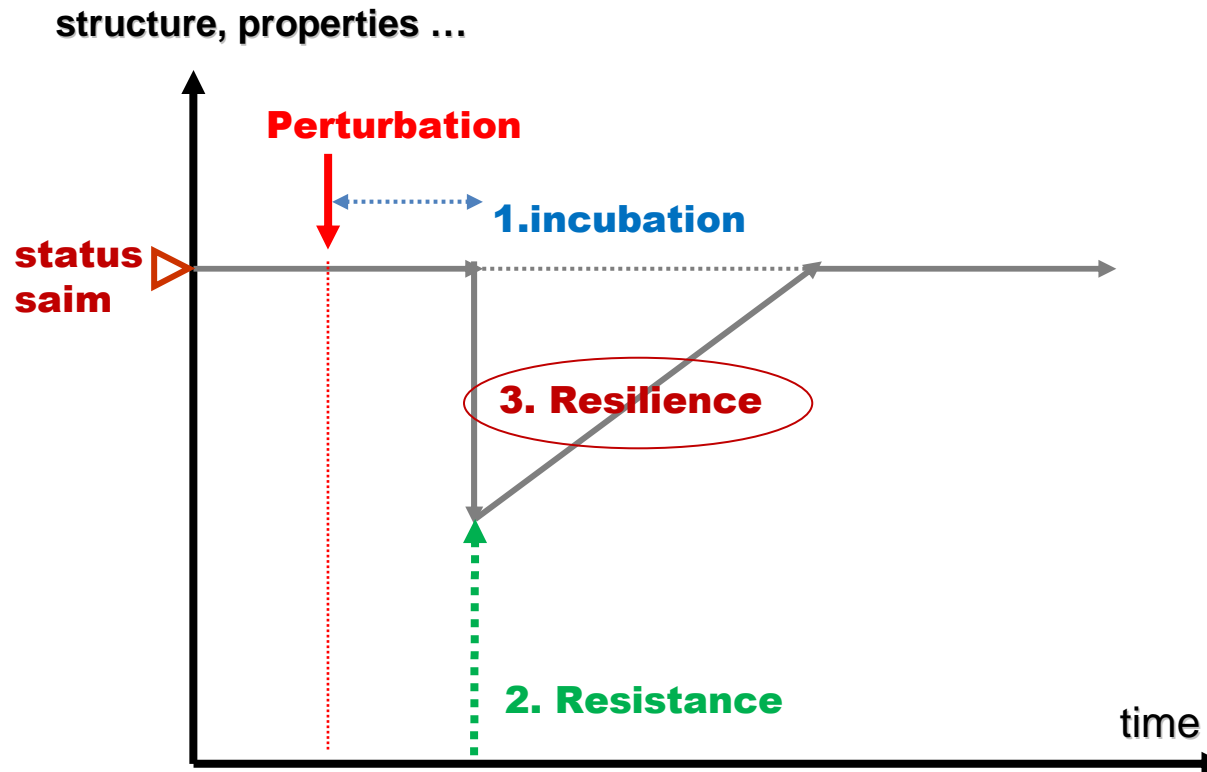 structure, properties …
Perturbation
1.incubation
status
saim
3. Resilience
2. Resistance
time